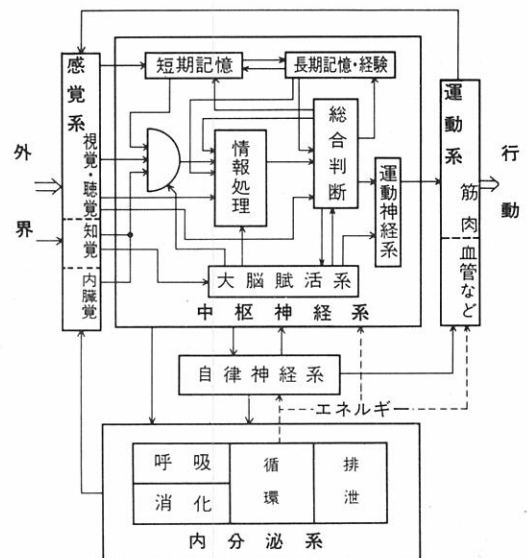 外界
感覚系
視覚・聴覚
知覚
内臓覚
短期記憶
長期記憶・経験
情報処理
総合判断
運動神経系
大脳賦活系
中枢神経系
運動系
筋肉
血管など
行動
自律神経系
エネルギー
呼吸
消化
循環
排泄
内分泌系